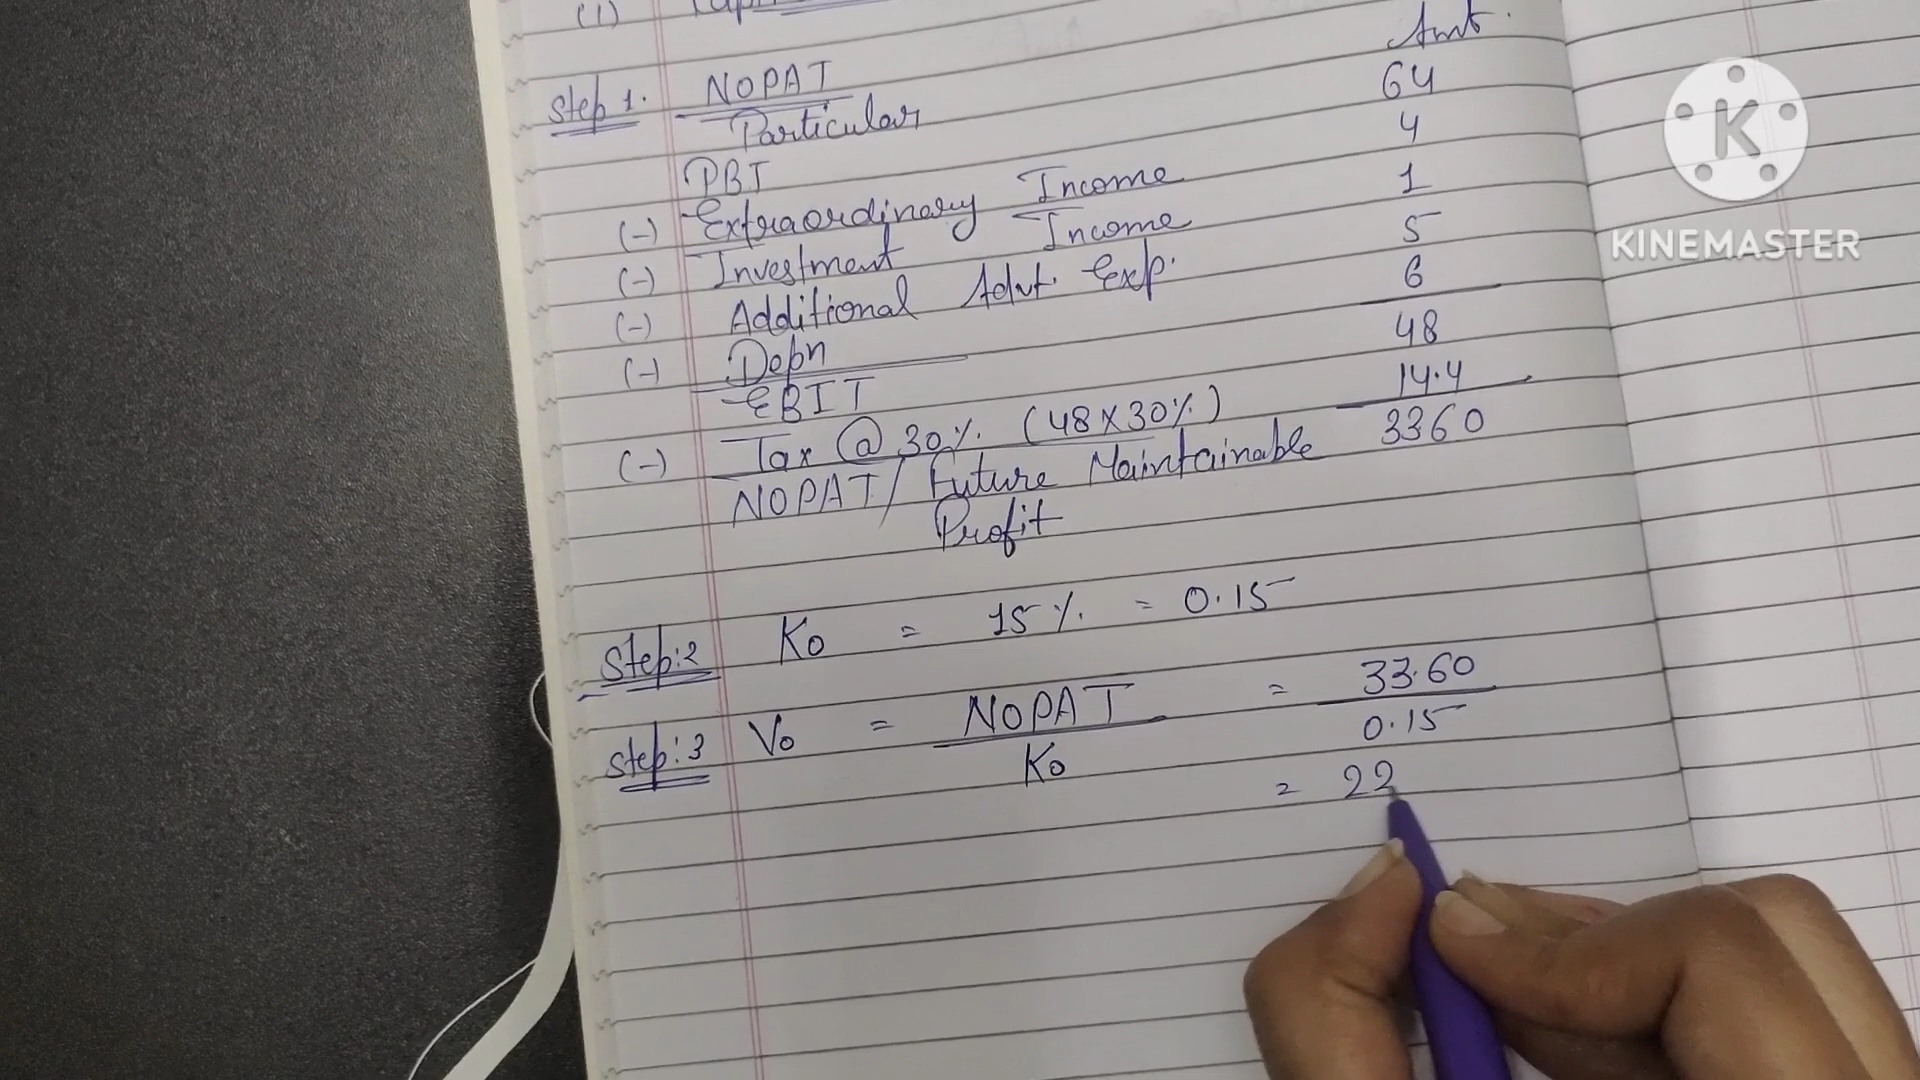 (1)
Amt.
Step 1. NOPAT
Particular
PBT 64
(-) Extraordinary Income 4
(-) Investment Income 1
(-) Additional Advt. Exp. 5
(-) Depn 6
EBIT 48
(-) Tax @ 30%. (48 X 30%.) 14.4
NOPAT / Future Maintainable 3360
Profit
Step:2 Ko = 15%. = 0.15
Step:3 Vo = NOPAT = 33.60
Ko 0.15
= 22
K
KINEMASTER